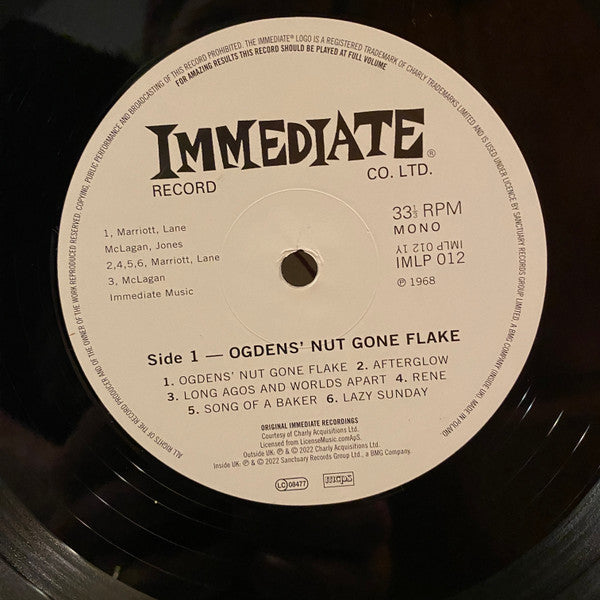 ALL RIGHTS OF THE RECORD PRODUCER AND OF THE OWNER OF THE WORK REPRODUCED RESERVED. COPYING, PUBLIC PERFORMANCE AND BROADCASTING OF THIS RECORD PROHIBITED. THE IMMEDIATE® LOGO IS A REGISTERED TRADEMARK OF CHARLY TRADEMARKS LIMITED AND IS USED UNDER LICENCE BY SANCTUARY RECORDS GROUP LIMITED, A BMG COMPANY (INSIDE UK). MADE IN POLAND
FOR AMAZING RESULTS THIS RECORD SHOULD BE PLAYED AT FULL VOLUME
IMMEDIATE®
RECORD CO. LTD.
1, Marriott, Lane
McLagan, Jones
2,4,5,6, Marriott, Lane
3, McLagan
Immediate Music
33⅓ RPM
MONO
IMLP 012 1Y
IMLP 012
℗ 1968
Side 1 — OGDENS' NUT GONE FLAKE
1. OGDENS' NUT GONE FLAKE 2. AFTERGLOW
3. LONG AGOS AND WORLDS APART 4. RENE
5. SONG OF A BAKER 6. LAZY SUNDAY
ORIGINAL IMMEDIATE RECORDINGS
Courtesy of Charly Acquisitions Ltd.
Licensed from LicenseMusic.comApS.
Outside UK: ℗ & © 2022 Charly Acquisitions Ltd.
Inside UK: ℗ & © 2022 Sanctuary Records Group Ltd., a BMG Company.
LC 08477
mcps